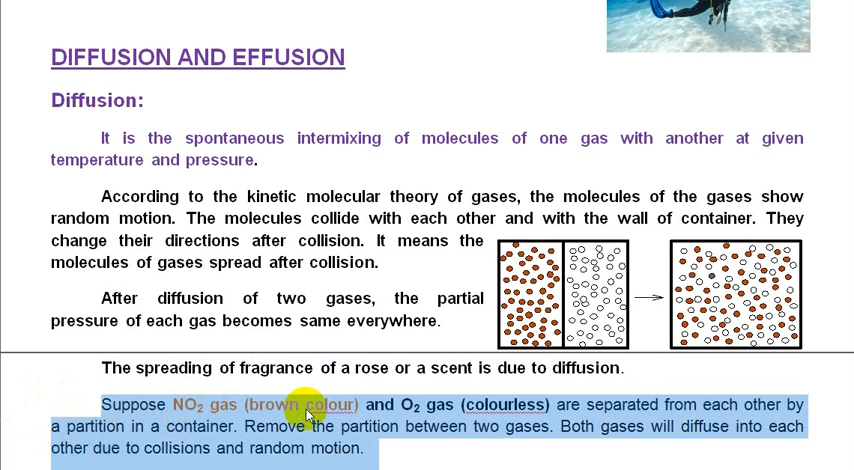 DIFFUSION AND EFFUSION
Diffusion:
It is the spontaneous intermixing of molecules of one gas with another at given
temperature and pressure.
According to the kinetic molecular theory of gases, the molecules of the gases show
random motion. The molecules collide with each other and with the wall of container. They
change their directions after collision. It means the
molecules of gases spread after collision.
After diffusion of two gases, the partial
pressure of each gas becomes same everywhere.
The spreading of fragrance of a rose or a scent is due to diffusion.
Suppose NO₂ gas (brown colour) and O₂ gas (colourless) are separated from each other by
a partition in a container. Remove the partition between two gases. Both gases will diffuse into each
other due to collisions and random motion.